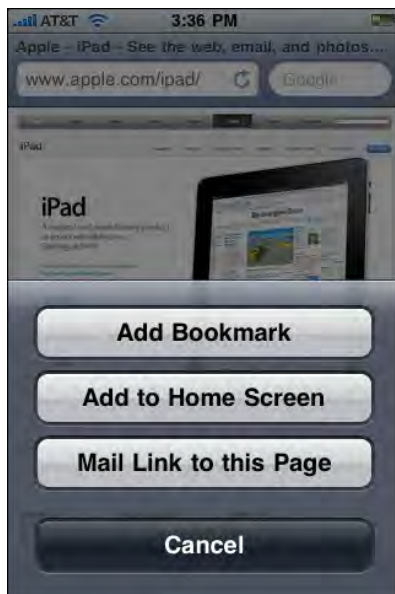 AT&T 3:36 PM
Apple – iPad – See the web, email, and photos...
www.apple.com/ipad/ Google
iPad
iPad
Add Bookmark
Add to Home Screen
Mail Link to this Page
Cancel